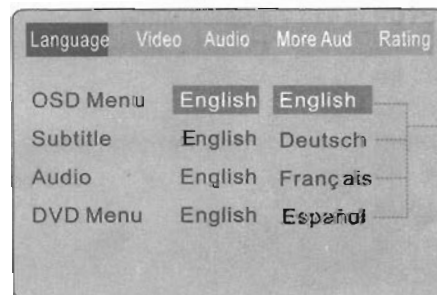 Language Video Audio More Aud Rating
OSD Menu English English
Subtitle English Deutsch
Audio English Français
DVD Menu English Español